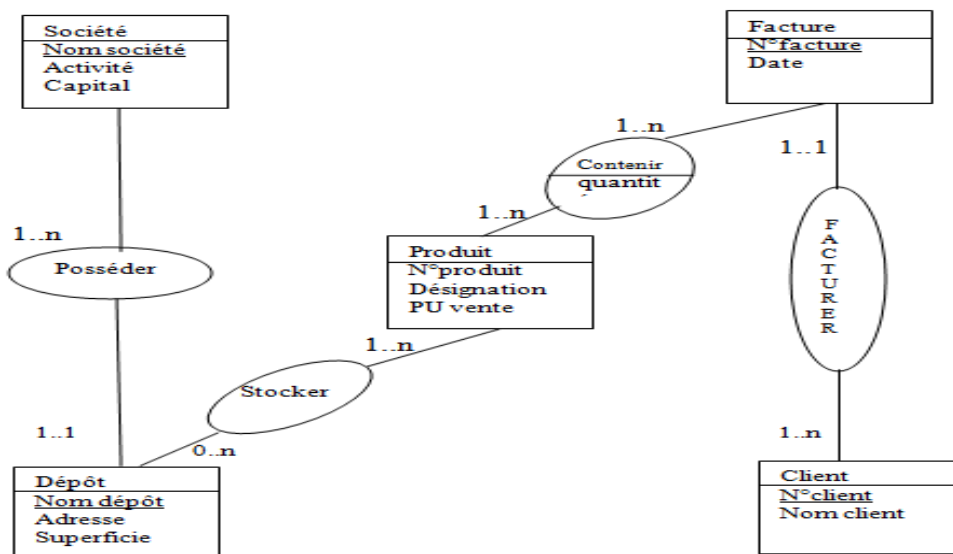 Société
Nom société
Activité
Capital
Facture
N°facture
Date
1..n
1..1
Contenir
quantit
1..n
1..n
Posséder
Produit
N°produit
Désignation
PU vente
FACTURER
1..n
Stocker
1..1
0..n
1..n
Dépôt
Nom dépôt
Adresse
Superficie
Client
N°client
Nom client